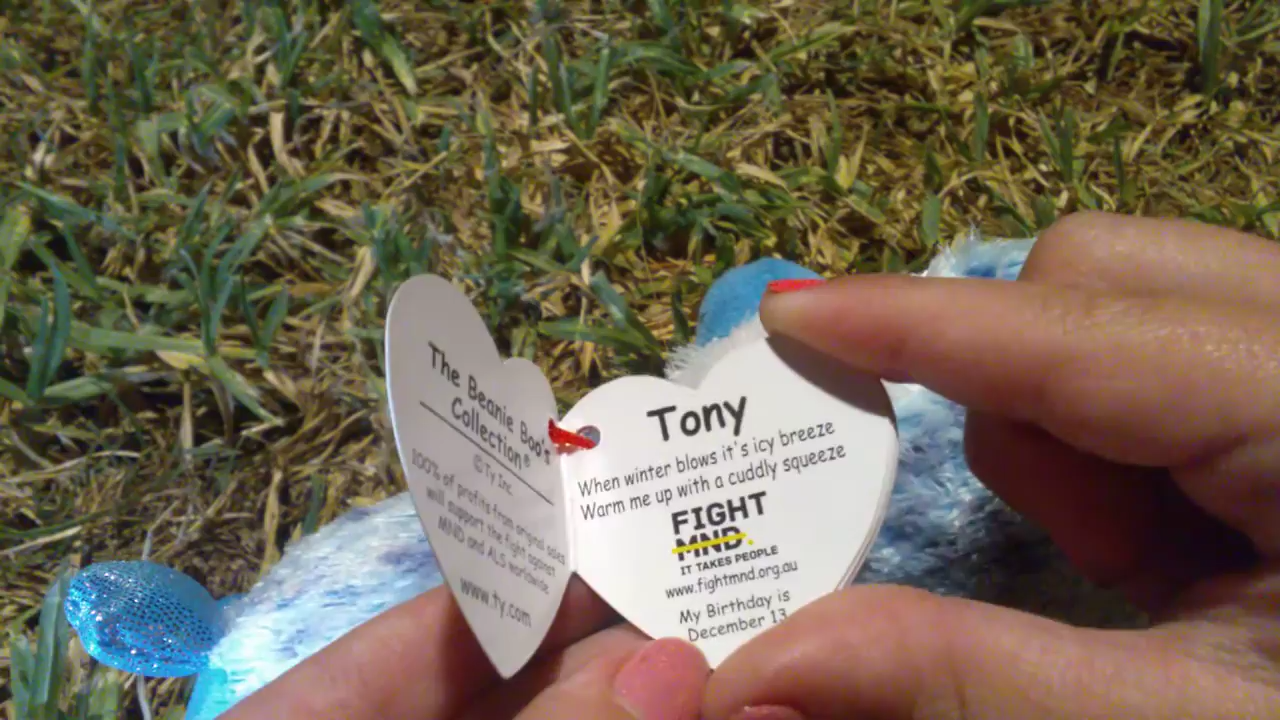 The Beanie Boo's
Collection®
©Ty Inc.
100% of profits from original sales
will support the fight against
MND and ALS worldwide
www.ty.com
Tony
When winter blows it's icy breeze
Warm me up with a cuddly squeeze
FIGHT
MND.
IT TAKES PEOPLE
www.fightmnd.org.au
My Birthday is
December 13